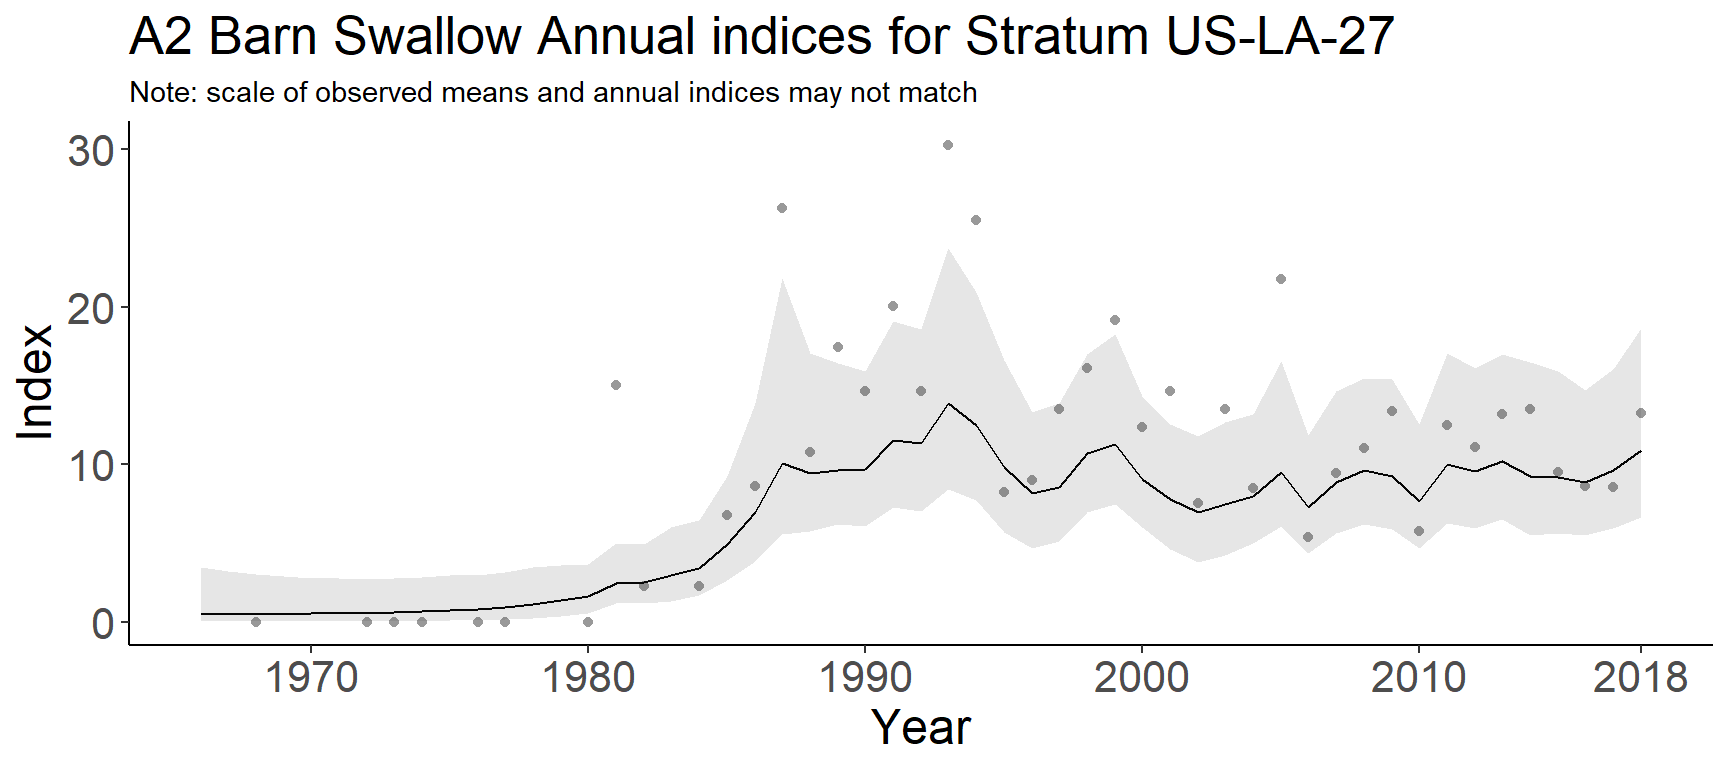 A2 Barn Swallow Annual indices for Stratum US-LA-27
Note: scale of observed means and annual indices may not match
30
20
10
0
Index
1970 1980 1990 2000 2010 2018
Year